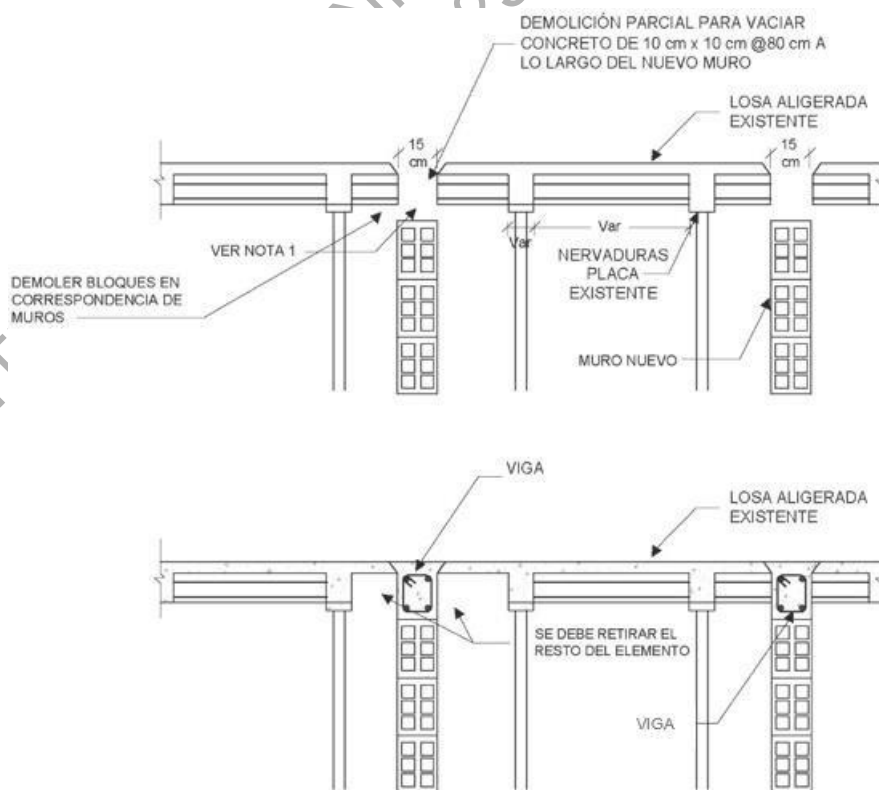 DEMOLICIÓN PARCIAL PARA VACIAR
CONCRETO DE 10 cm x 10 cm @80 cm A
LO LARGO DEL NUEVO MURO
LOSA ALIGERADA
EXISTENTE
15
cm
15
cm
VER NOTA 1
Var
Var
NERVADURAS
PLACA
EXISTENTE
DEMOLER BLOQUES EN
CORRESPONDENCIA DE
MUROS
MURO NUEVO
VIGA
LOSA ALIGERADA
EXISTENTE
SE DEBE RETIRAR EL
RESTO DEL ELEMENTO
VIGA